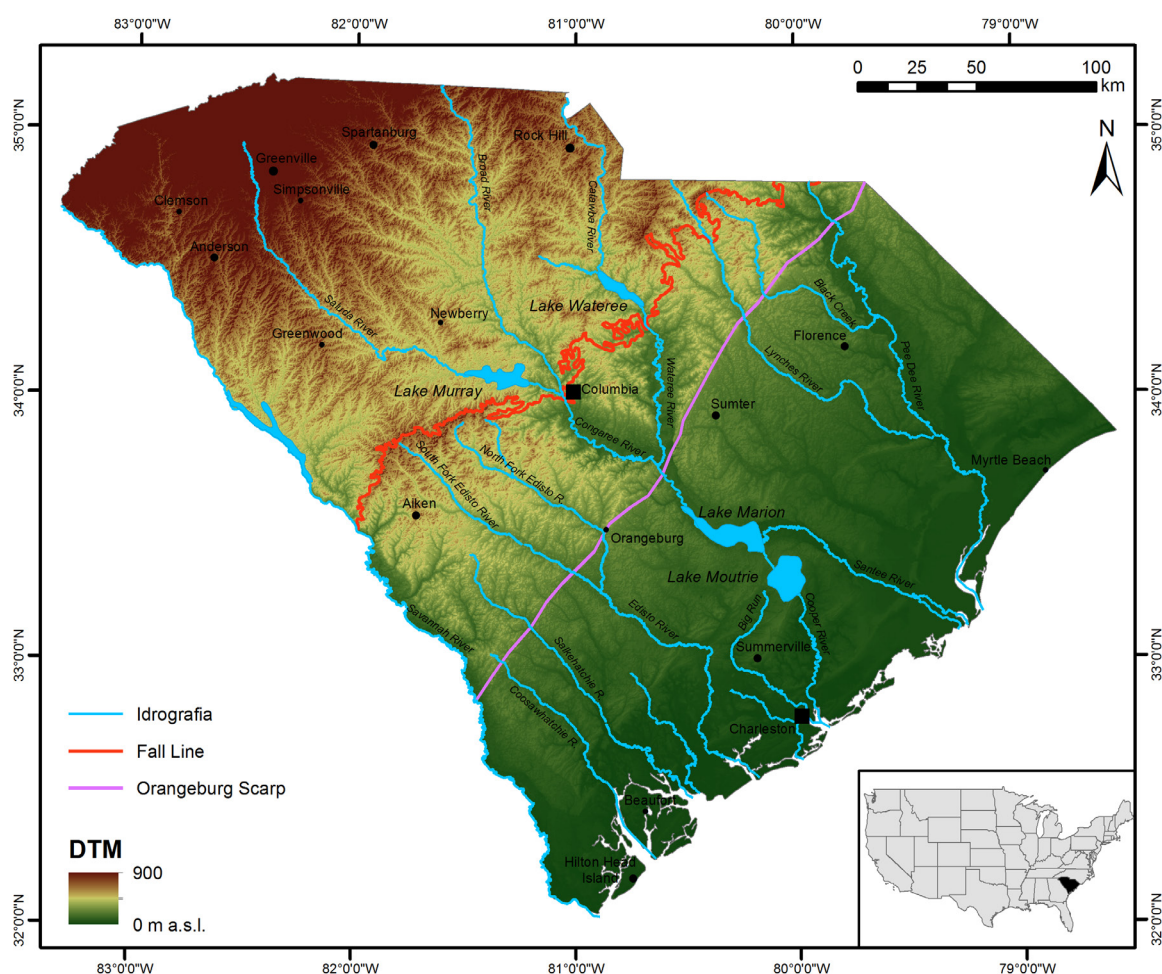 83°0'0"W
82°0'0"W
81°0'0"W
80°0'0"W
79°0'0"W
0
25
50
100
km
N
35°0'0"N
35°0'0"N
34°0'0"N
34°0'0"N
33°0'0"N
33°0'0"N
32°0'0"N
32°0'0"N
Spartanburg
Rock Hill
Greenville
Simpsonville
Clemson
Anderson
Broad River
Catawba River
Saluda River
Newberry
Greenwood
Lake Wateree
Lake Murray
Columbia
Wateree River
Congaree River
Black Creek
Florence
Lynches River
Pee Dee River
Sumter
Myrtle Beach
North Fork Edisto R.
South Fork Edisto River
Aiken
Orangeburg
Lake Marion
Lake Moutrie
Santee River
Edisto River
Big Run
Cooper River
Summerville
Savannah River
Salkehatchie R.
Coosawhatchie R.
Charleston
Beaufort
Hilton Head
Island
Idrografia
Fall Line
Orangeburg Scarp
DTM
900
0 m a.s.l.
83°0'0"W
82°0'0"W
81°0'0"W
80°0'0"W
79°0'0"W